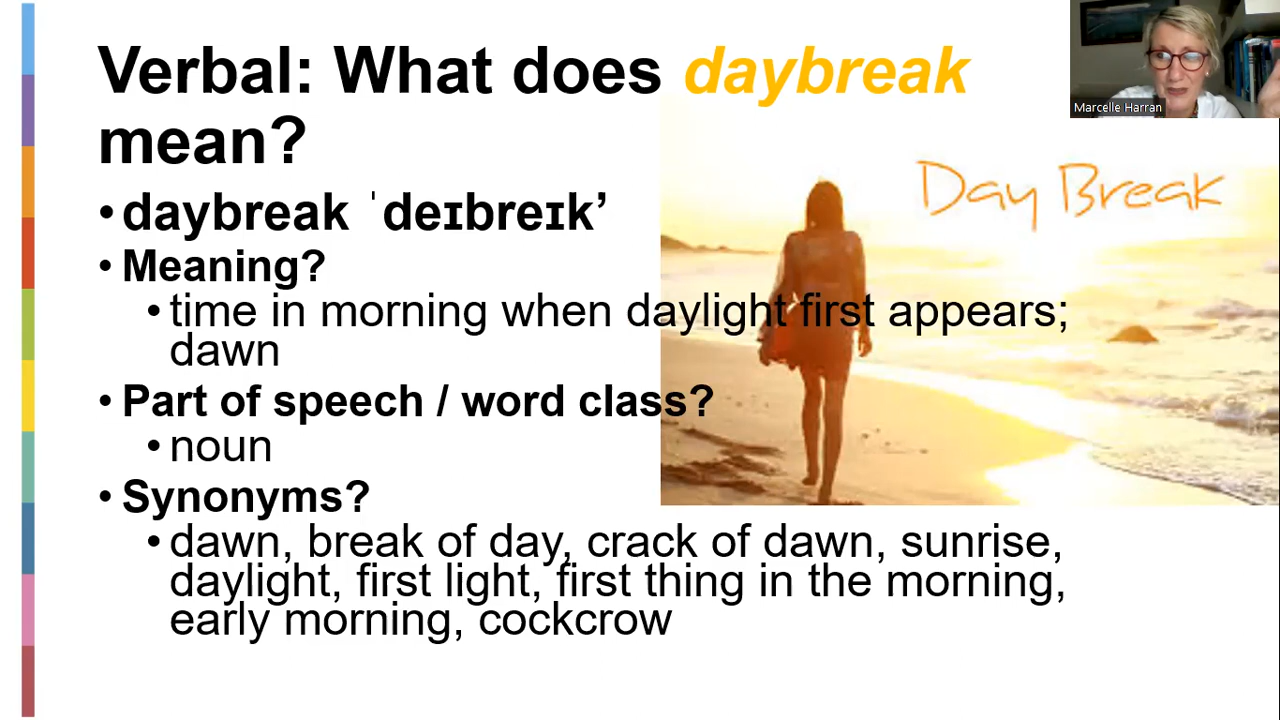 Verbal: What does daybreak
mean?
Marcelle Harran
Day Break
•daybreak ˈdeɪbreɪk’
•Meaning?
•time in morning when daylight first appears;
dawn
•Part of speech / word class?
•noun
•Synonyms?
•dawn, break of day, crack of dawn, sunrise,
daylight, first light, first thing in the morning,
early morning, cockcrow